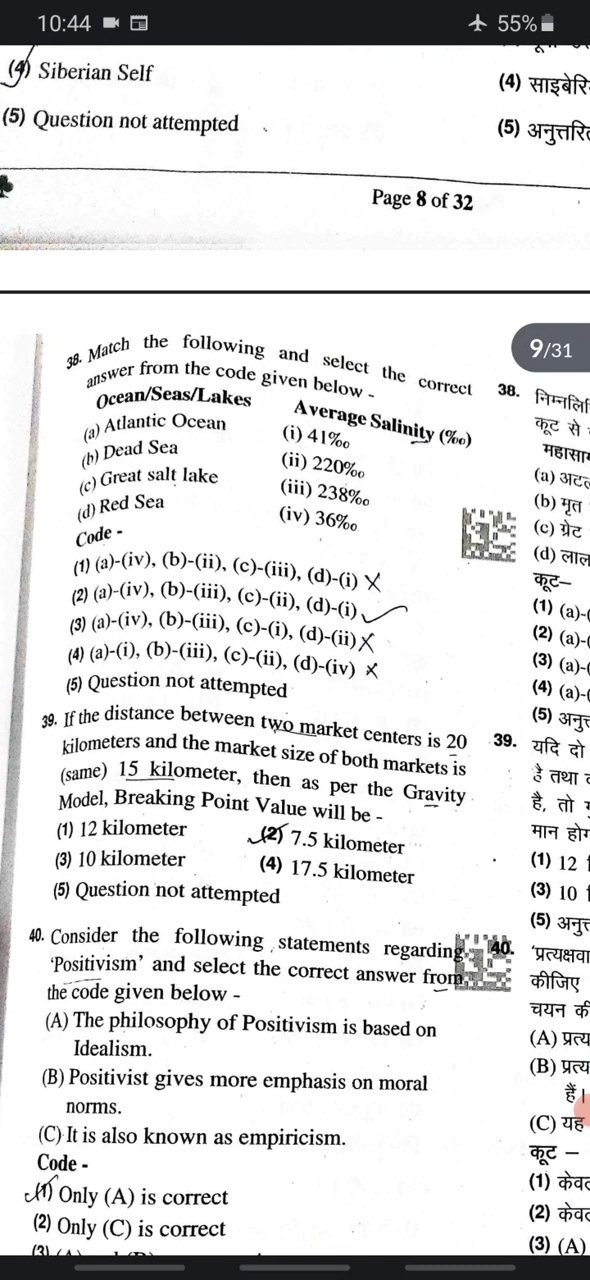 10:44
55%
(4) Siberian Self
(4) साइबेरि
(5) Question not attempted
(5) अनुत्तरि
Page 8 of 32
9/31
38. Match the following and select the correct
answer from the code given below -
Ocean/Seas/Lakes Average Salinity (‰)
(a) Atlantic Ocean (i) 41‰
(b) Dead Sea (ii) 220‰
(c) Great salt lake (iii) 238‰
(d) Red Sea (iv) 36‰
Code -
(1) (a)-(iv), (b)-(ii), (c)-(iii), (d)-(i)
(2) (a)-(iv), (b)-(iii), (c)-(ii), (d)-(i)
(3) (a)-(iv), (b)-(iii), (c)-(i), (d)-(ii)
(4) (a)-(i), (b)-(iii), (c)-(ii), (d)-(iv)
(5) Question not attempted
39. If the distance between two market centers is 20
kilometers and the market size of both markets is
(same) 15 kilometer, then as per the Gravity
Model, Breaking Point Value will be -
(1) 12 kilometer (2) 7.5 kilometer
(3) 10 kilometer (4) 17.5 kilometer
(5) Question not attempted
40. Consider the following statements regarding
‘Positivism’ and select the correct answer from
the code given below -
(A) The philosophy of Positivism is based on
Idealism.
(B) Positivist gives more emphasis on moral
norms.
(C) It is also known as empiricism.
Code -
(1) Only (A) is correct
(2) Only (C) is correct
38. निम्नलि
कूट से
महासाग
(a) अट
(b) मृत
(c) ग्रेट
(d) लाल
कूट–
(1) (a)-
(2) (a)-
(3) (a)-
(4) (a)-
(5) अनु
39. यदि दो
है तथा
है, तो
मान हो
(1) 12
(3) 10
(5) अनु
40. ‘प्रत्यक्षवा
कीजिए
चयन की
(A) प्रत्य
(B) प्रत्य
हैं।
(C) यह
कूट –
(1) केव
(2) केव
(3) (A)